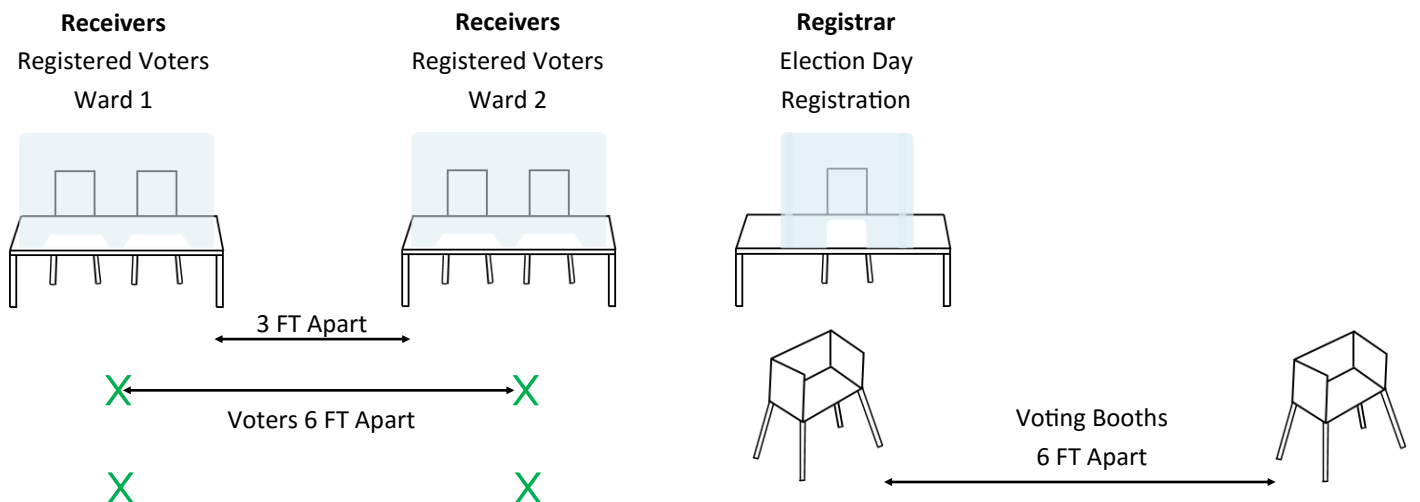 Receivers
Registered Voters
Ward 1
Receivers
Registered Voters
Ward 2
Registrar
Election Day
Registration
3 FT Apart
X
X
Voters 6 FT Apart
Voting Booths
6 FT Apart
X
X